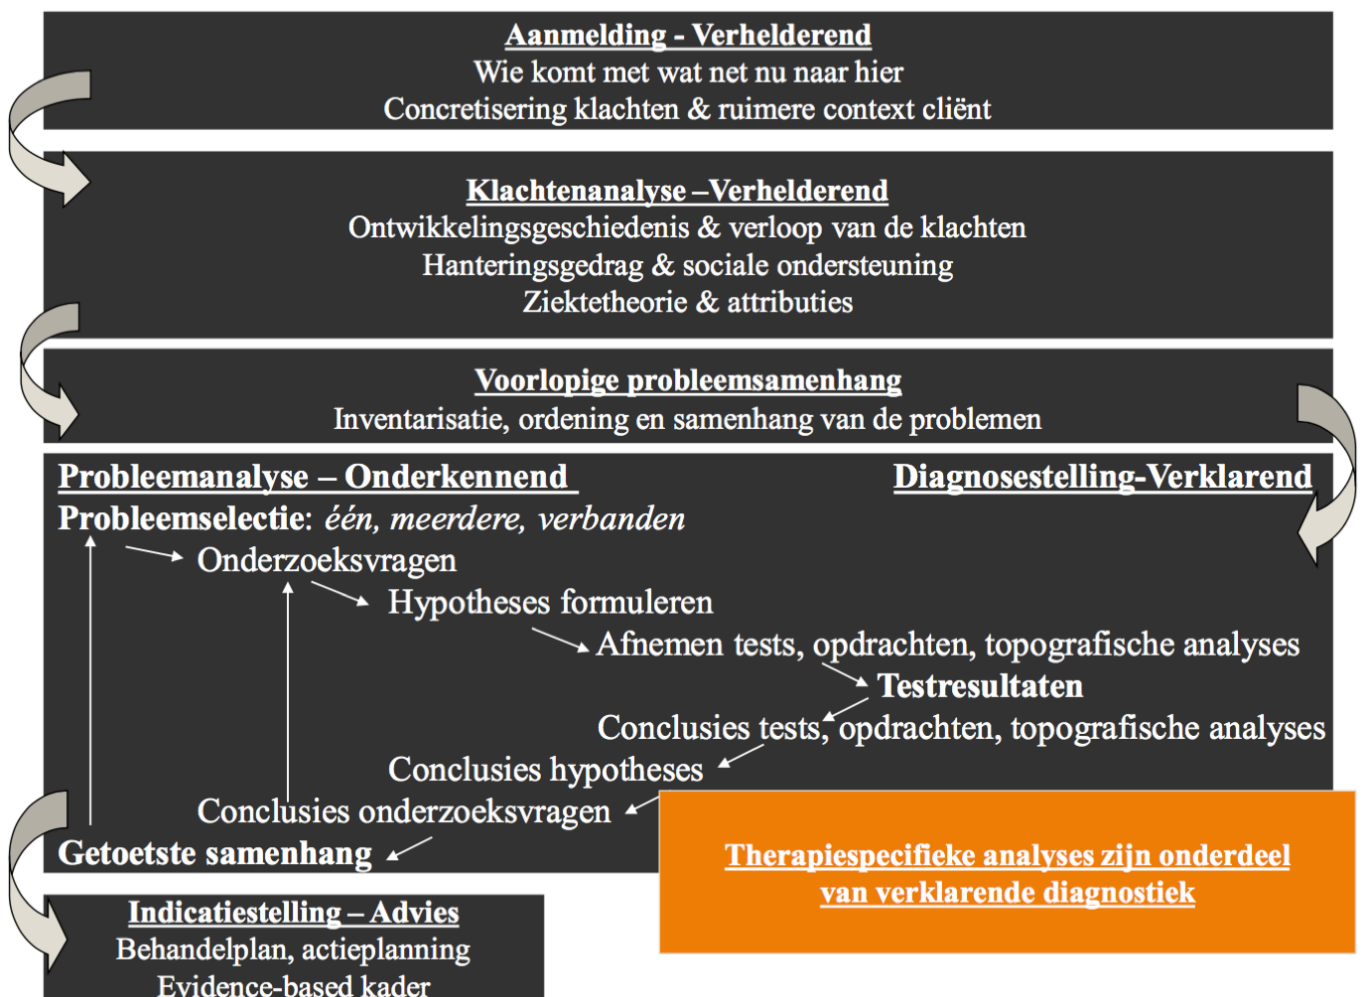 Aanmelding - Verhelderend
Wie komt met wat net nu naar hier
Concretisering klachten & ruimere context cliënt
Klachtenanalyse –Verhelderend
Ontwikkelingsgeschiedenis & verloop van de klachten
Hanteringsgedrag & sociale ondersteuning
Ziektetheorie & attributies
Voorlopige probleemsamenhang
Inventarisatie, ordening en samenhang van de problemen
Probleemanalyse – Onderkennend
Diagnosestelling-Verklarend
Probleemselectie: één, meerdere, verbanden
Onderzoeksvragen
Hypotheses formuleren
Afnemen tests, opdrachten, topografische analyses
Testresultaten
Conclusies tests, opdrachten, topografische analyses
Conclusies hypotheses
Conclusies onderzoeksvragen
Getoetste samenhang
Therapiespecifieke analyses zijn onderdeel
van verklarende diagnostiek
Indicatiestelling – Advies
Behandelplan, actieplanning
Evidence-based kader